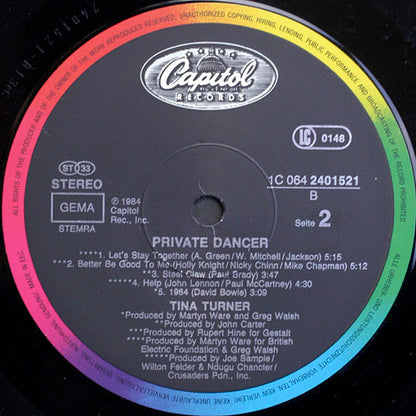 UNAUTHORIZED COPYING, HIRING, LENDING, PUBLIC PERFORMANCE AND BROADCASTING OF THE RECORD PROHIBITED
ALL RIGHTS OF THE PRODUCER AND OF THE OWNER OF THE WORK REPRODUCED RESERVED
Capitol
RECORDS
LC 0148
ST 33
STEREO
GEMA
STEMRA
℗ 1984
Capitol
Rec., Inc.
1C 064 2401521
B
Seite 2
PRIVATE DANCER
****1. Let's Stay Together (A. Green/W. Mitchell/Jackson) 5:15
***2. Better Be Good To Me (Holly Knight/Nicky Chinn/Mike Chapman) 5:12
**3. Steel Claw (Paul Brady) 3:45
*****4. Help (John Lennon/Paul McCartney) 4:30
*5. 1984 (David Bowie) 3:09
TINA TURNER
*Produced by Martyn Ware and Greg Walsh
**Produced by John Carter
***Produced by Rupert Hine for Gestalt
****Produced by Martyn Ware for British
Electric Foundation & Greg Walsh
*****Produced by Joe Sample/
Wilton Felder & Ndugu Chancler/
Crusaders Pdn., Inc.
MADE IN EEC